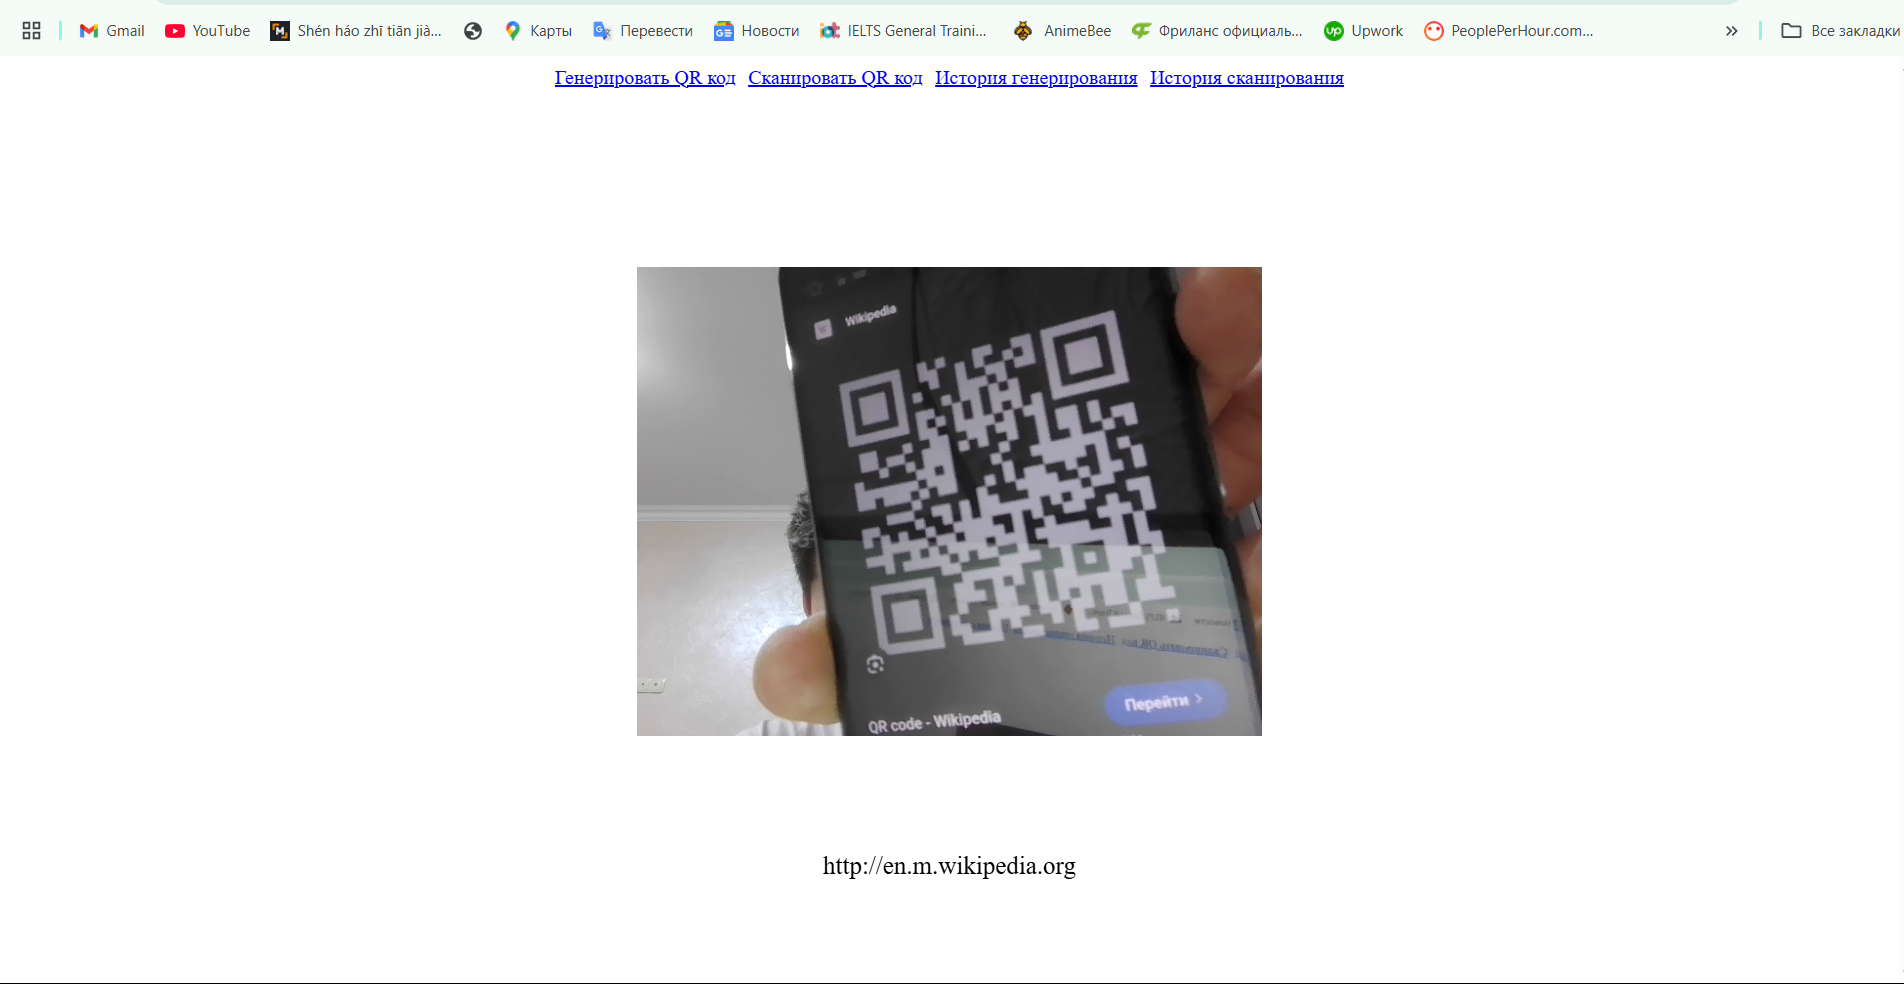 Gmail YouTube Shén háo zhī tiān jià... Карты Перевести Новости IELTS General Traini... AnimeBee Фриланс официаль... Upwork PeoplePerHour.com... » Все закладки
Генерировать QR код Сканировать QR код История генерирования История сканирования
Wikipedia
Перейти
QR code - Wikipedia
http://en.m.wikipedia.org